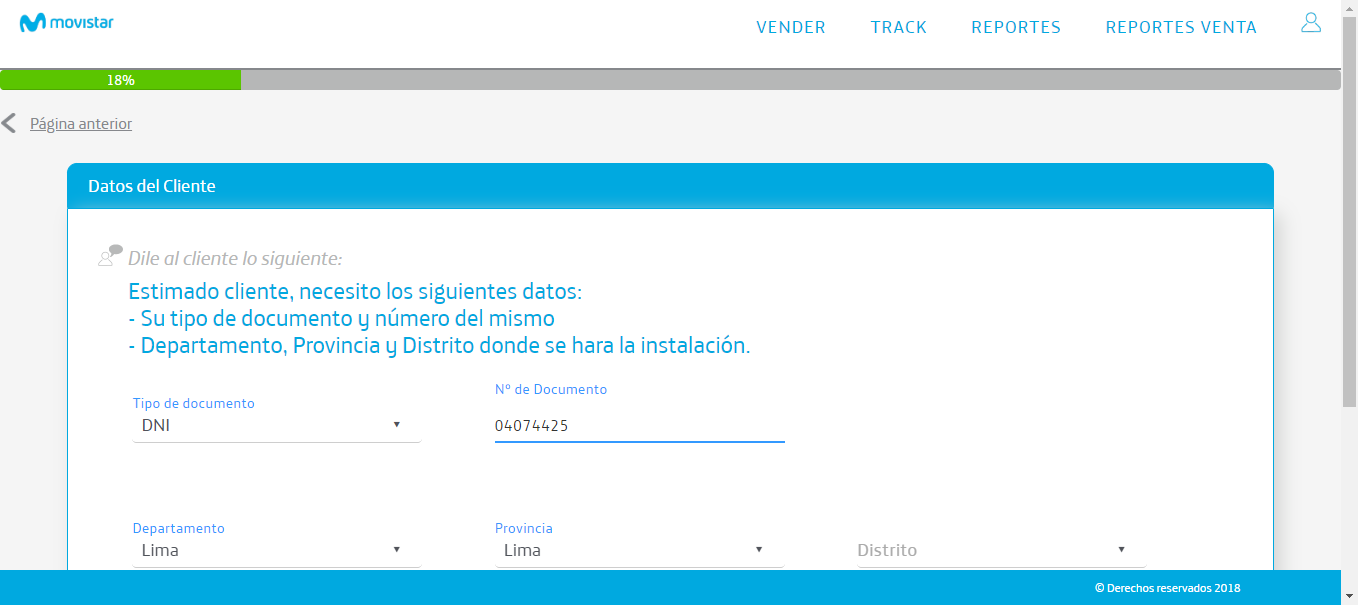 movistar
VENDER TRACK REPORTES REPORTES VENTA
18%
Página anterior
Datos del Cliente
Dile al cliente lo siguiente:
Estimado cliente, necesito los siguientes datos:
- Su tipo de documento y número del mismo
- Departamento, Provincia y Distrito donde se hara la instalación.
Tipo de documento
DNI
N° de Documento
04074425
Departamento
Lima
Provincia
Lima
Distrito
© Derechos reservados 2018